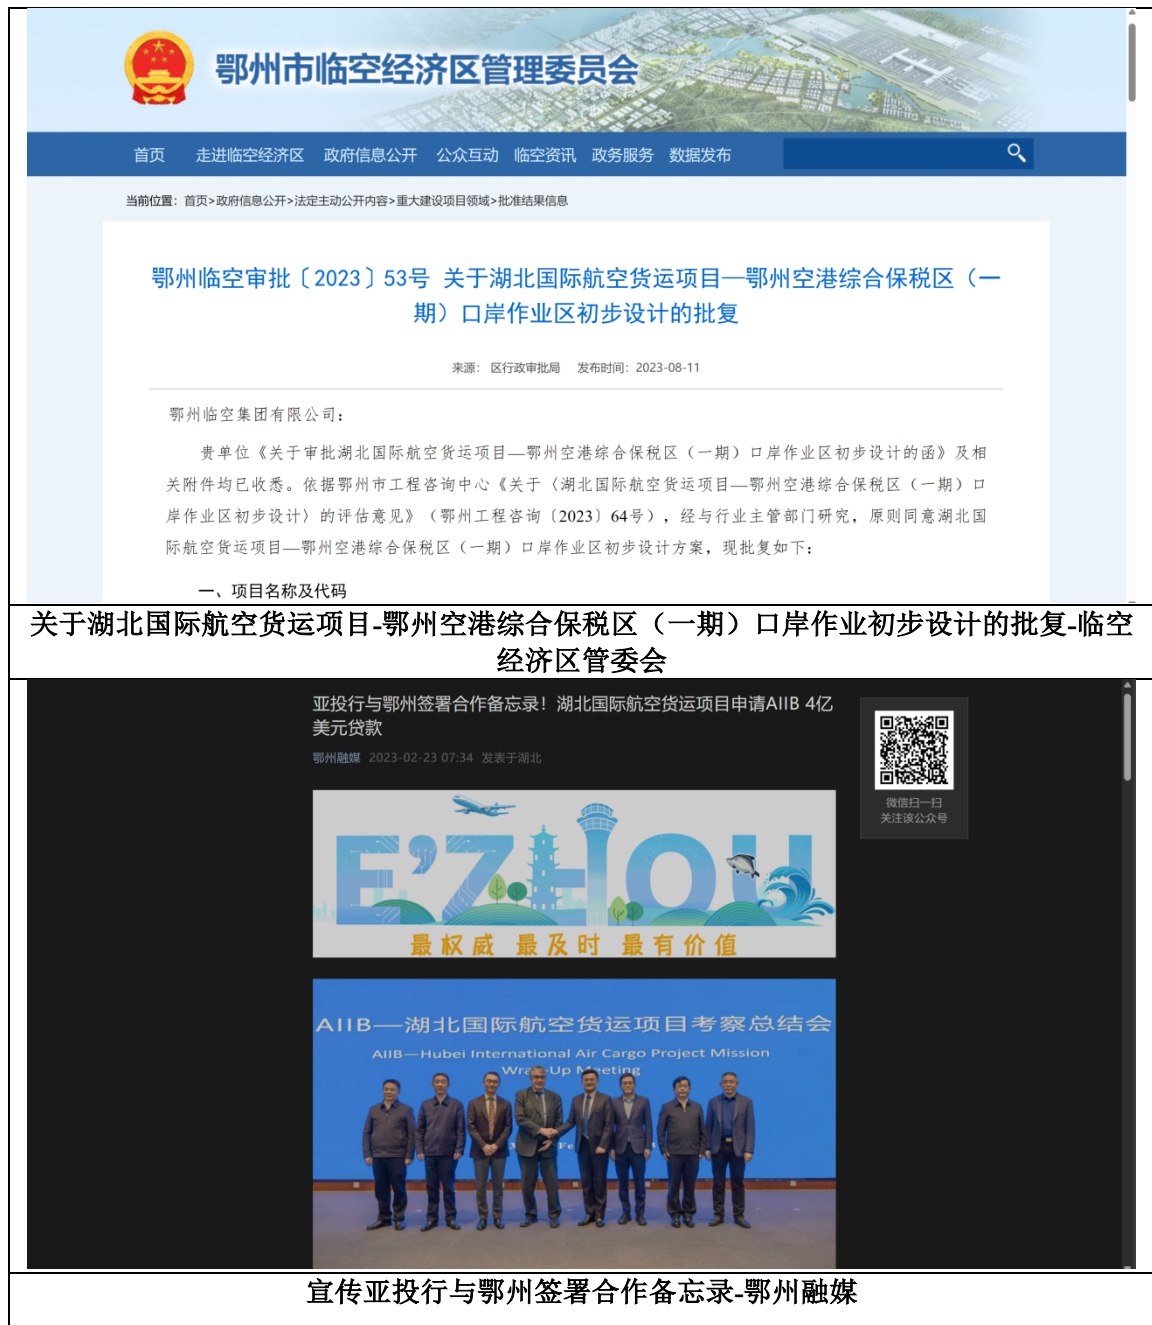 鄂州市临空经济区管理委员会
首页 走进临空经济区 政府信息公开 公众互动 临空资讯 政务服务 数据发布
当前位置：首页>政府信息公开>法定主动公开内容>重大建设项目领域>批准结果信息
鄂州临空审批〔2023〕53号 关于湖北国际航空货运项目—鄂州空港综合保税区（一
期）口岸作业区初步设计的批复
来源： 区行政审批局 发布时间：2023-08-11
鄂州临空集团有限公司：
贵单位《关于审批湖北国际航空货运项目—鄂州空港综合保税区（一期）口岸作业区初步设计的函》及相
关附件均已收悉。依据鄂州市工程咨询中心《关于〈湖北国际航空货运项目—鄂州空港综合保税区（一期）口
岸作业区初步设计〉的评估意见》（鄂州工程咨询〔2023〕64号），经与行业主管部门研究，原则同意湖北国
际航空货运项目—鄂州空港综合保税区（一期）口岸作业区初步设计方案，现批复如下：
一、项目名称及代码
关于湖北国际航空货运项目-鄂州空港综合保税区（一期）口岸作业初步设计的批复-临空
经济区管委会
亚投行与鄂州签署合作备忘录！湖北国际航空货运项目申请AIIB 4亿
美元贷款
鄂州融媒 2023-02-23 07:34 发表于湖北
微信扫一扫
关注该公众号
E'ZHOU
最权威 最及时 最有价值
AIIB—湖北国际航空货运项目考察总结会
AIIB—Hubei International Air Cargo Project Mission
Wrap-Up Meeting
宣传亚投行与鄂州签署合作备忘录-鄂州融媒